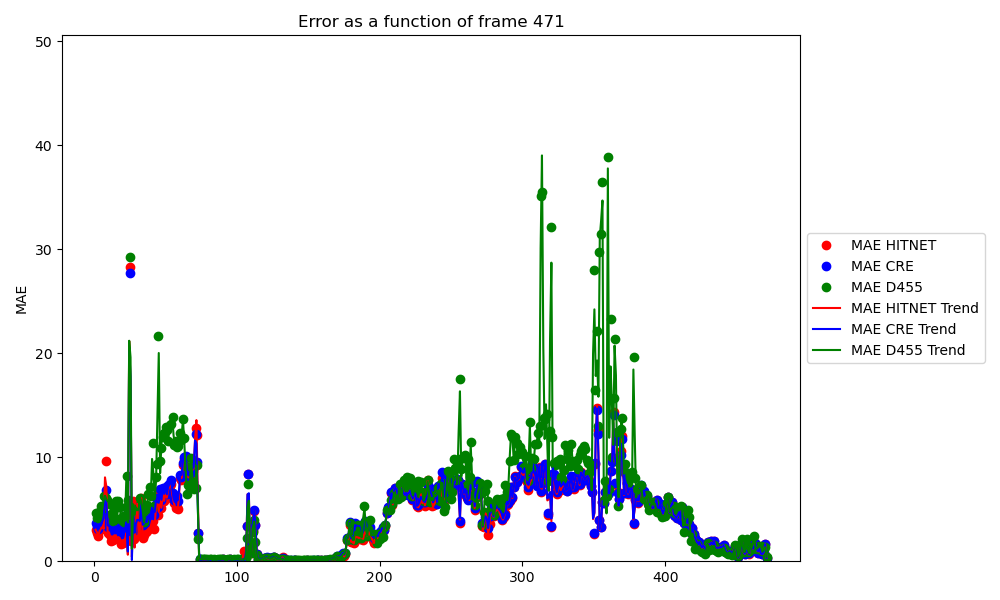 Error as a function of frame 471
MAE
50
40
30
20
10
0
0 100 200 300 400
MAE HITNET
MAE CRE
MAE D455
MAE HITNET Trend
MAE CRE Trend
MAE D455 Trend